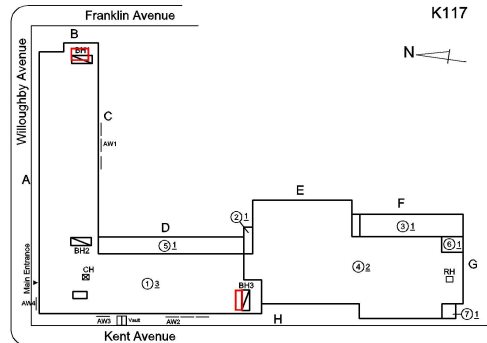 Franklin Avenue
K117
B
BH1
N
Willoughby Avenue
C
AW1
A
E
D
F
2 1
3 1
5 1
6 1
BH2
4 2
G
Main Entrance
CH
RH
1 3
BH3
AW4
7 1
AW3
Vault
AW2
H
Kent Avenue